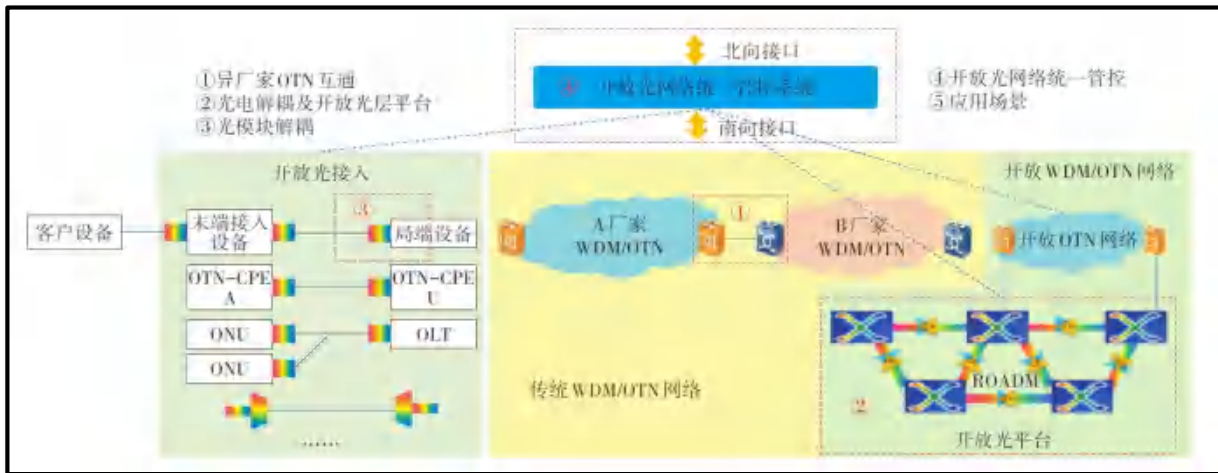 北向接口
④ 开放光网络统一管控系统
南向接口
①异厂家OTN互通
②光电解耦及开放光层平台
③光模块解耦
④开放光网络统一管控
⑤应用场景
开放光接入
客户设备
末端接入
设备
③
局端设备
OTN-CPE
A
OTN-CPE
U
ONU
OLT
ONU
……
A厂家
WDM/OTN
①
B厂家
WDM/OTN
传统WDM/OTN网络
开放WDM/OTN网络
开放OTN网络
ROADM
②
开放光平台